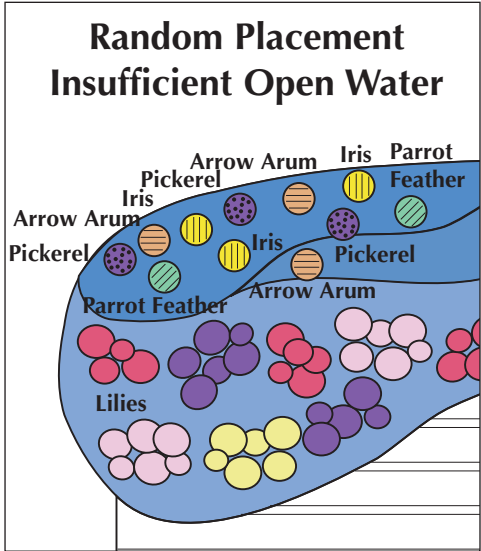 Random Placement
Insufficient Open Water
Arrow Arum
Iris
Parrot
Feather
Pickerel
Iris
Arrow Arum
Pickerel
Iris
Pickerel
Arrow Arum
Parrot Feather
Lilies